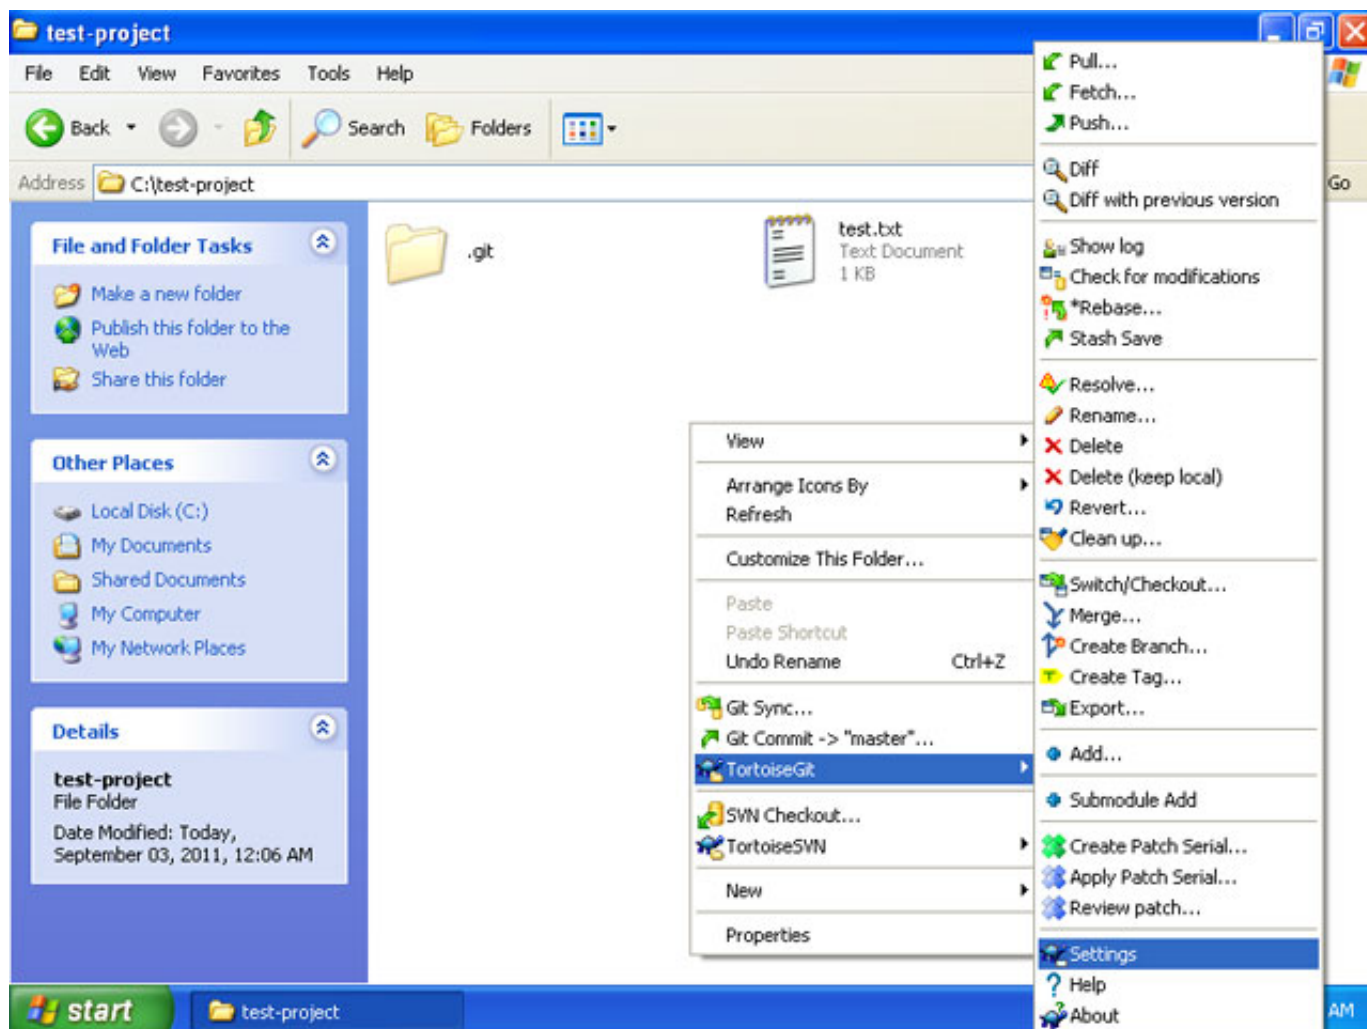 test-project
File Edit View Favorites Tools Help
Back Search Folders
Address C:\test-project Go
File and Folder Tasks
Make a new folder
Publish this folder to the
Web
Share this folder
Other Places
Local Disk (C:)
My Documents
Shared Documents
My Computer
My Network Places
Details
test-project
File Folder
Date Modified: Today,
September 03, 2011, 12:06 AM
.git
test.txt
Text Document
1 KB
View
Arrange Icons By
Refresh
Customize This Folder...
Paste
Paste Shortcut
Undo Rename Ctrl+Z
Git Sync...
Git Commit -> "master"...
TortoiseGit
SVN Checkout...
TortoiseSVN
New
Properties
Pull...
Fetch...
Push...
Diff
Diff with previous version
Show log
Check for modifications
*Rebase...
Stash Save
Resolve...
Rename...
Delete
Delete (keep local)
Revert...
Clean up...
Switch/Checkout...
Merge...
Create Branch...
Create Tag...
Export...
Add...
Submodule Add
Create Patch Serial...
Apply Patch Serial...
Review patch...
Settings
Help
About
start
test-project
AM